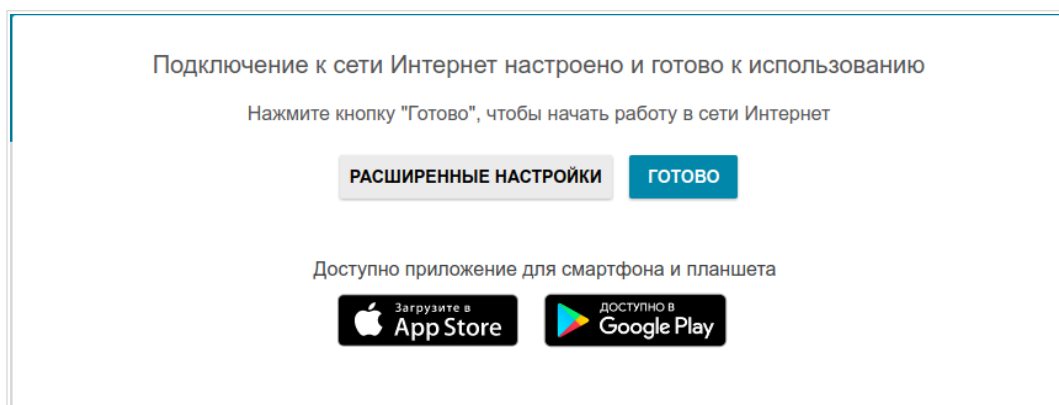 Подключение к сети Интернет настроено и готово к использованию
Нажмите кнопку "Готово", чтобы начать работу в сети Интернет
РАСШИРЕННЫЕ НАСТРОЙКИ ГОТОВО
Доступно приложение для смартфона и планшета
Загрузите в
App Store
ДОСТУПНО В
Google Play